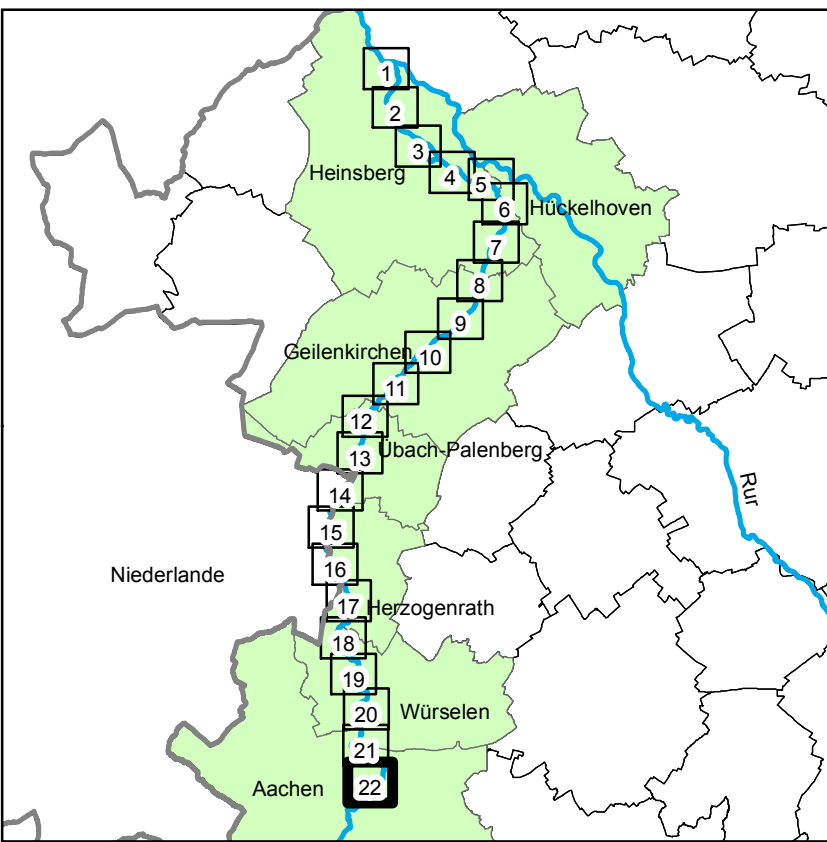 1
2
3
Heinsberg
4
5
6
Hückelhoven
7
8
9
Geilenkirchen
10
11
12
Übach-Palenberg
13
Rur
14
15
16
Niederlande
17
Herzogenrath
18
19
20
Würselen
21
22
Aachen